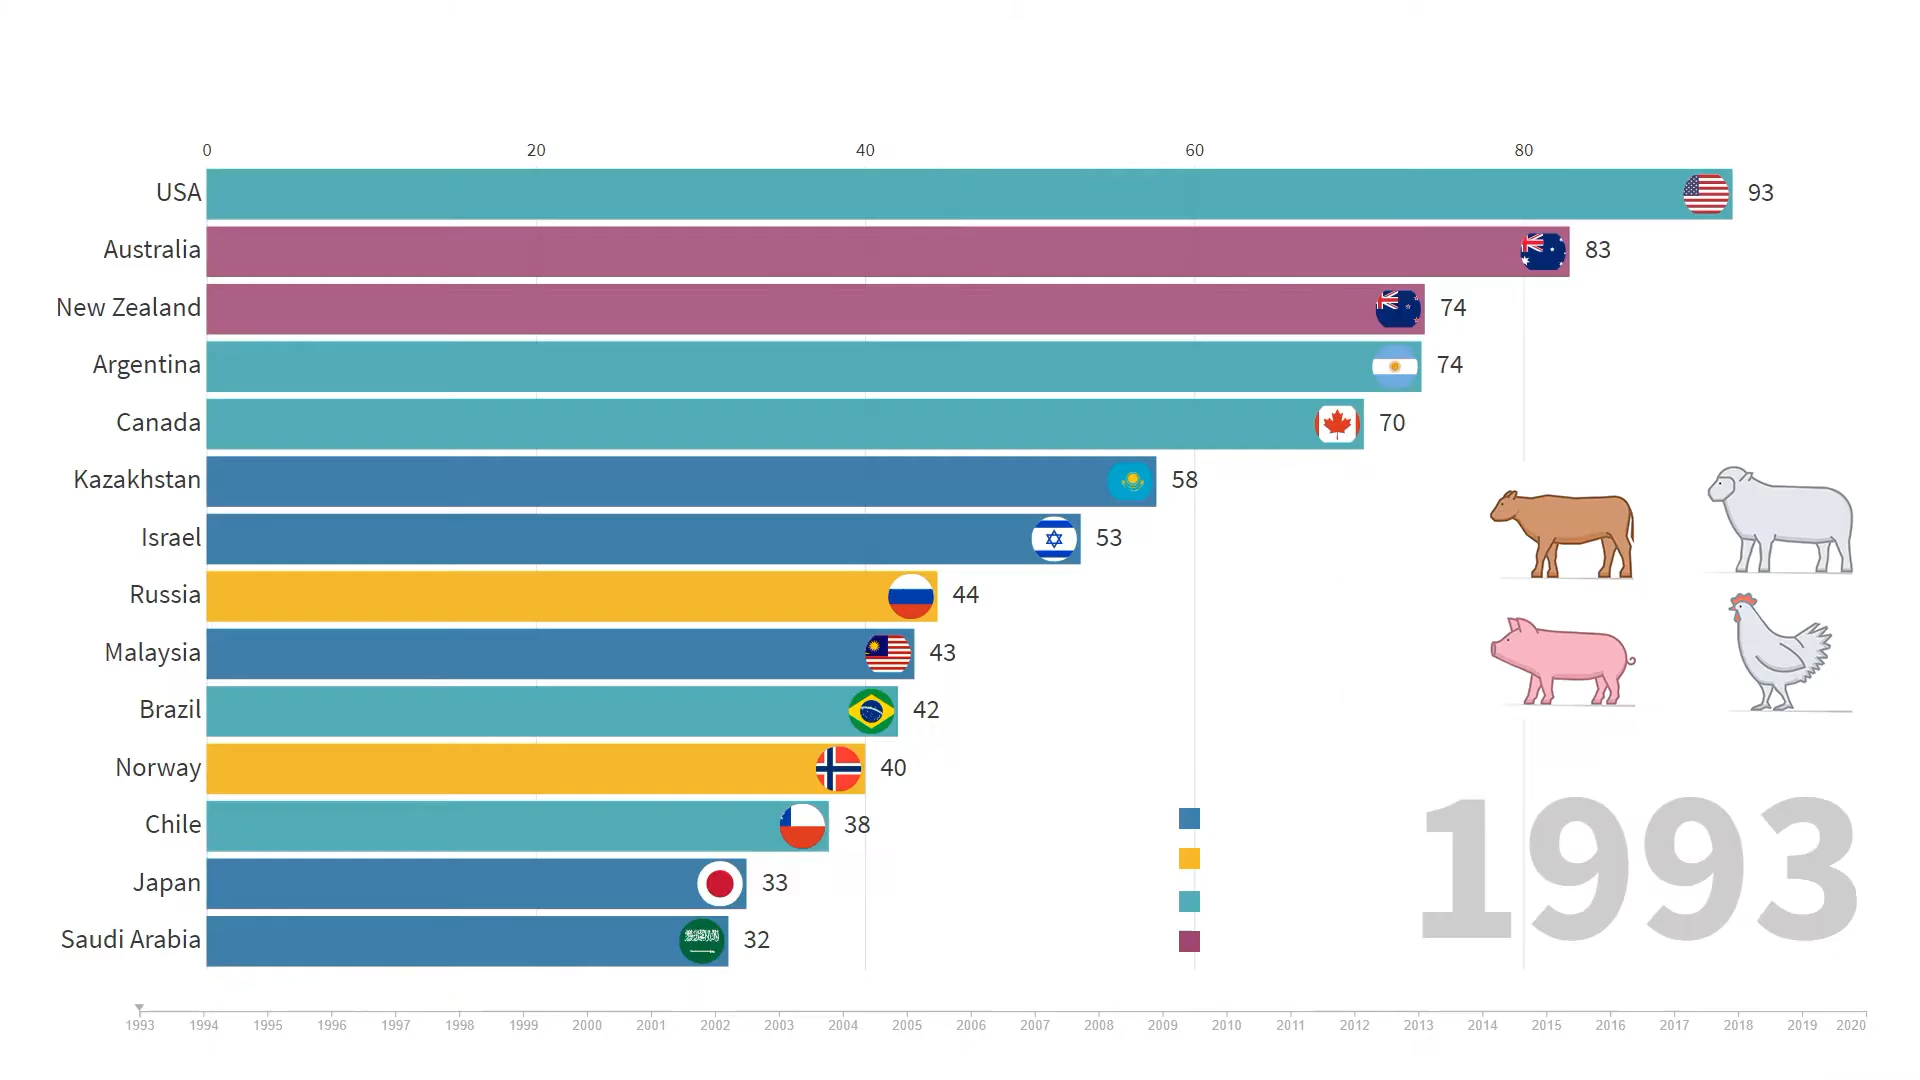 0 20 40 60 80
USA 93
Australia 83
New Zealand 74
Argentina 74
Canada 70
Kazakhstan 58
Israel 53
Russia 44
Malaysia 43
Brazil 42
Norway 40
Chile 38
Japan 33
Saudi Arabia 32
1993
1993 1994 1995 1996 1997 1998 1999 2000 2001 2002 2003 2004 2005 2006 2007 2008 2009 2010 2011 2012 2013 2014 2015 2016 2017 2018 2019 2020